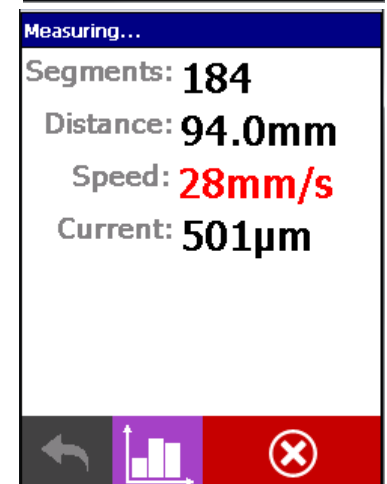 Measuring...
Segments: 184
Distance: 94.0mm
Speed: 28mm/s
Current: 501μm